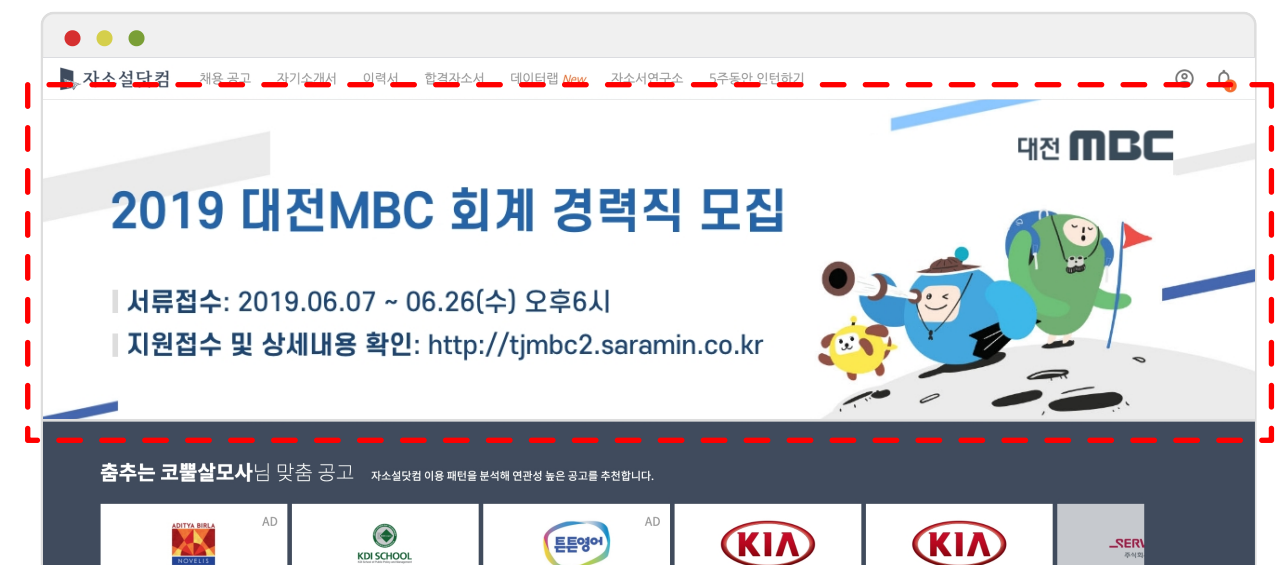 자소설닷컴 채용 공고 자기소개서 이력서 합격자소서 데이터랩 New 자소서연구소 5주동안 인턴하기
대전 MBC
2019 대전MBC 회계 경력직 모집
서류접수: 2019.06.07 ~ 06.26(수) 오후6시
지원접수 및 상세내용 확인: http://tjmbc2.saramin.co.kr
춤추는 코뿔살모사님 맞춤 공고 자소설닷컴 이용 패턴을 분석해 연관성 높은 공고를 추천합니다.
AD AD
ADITYA BIRLA
NOVELIS
KDI SCHOOL
튼튼영어
KIA
KIA
SERV